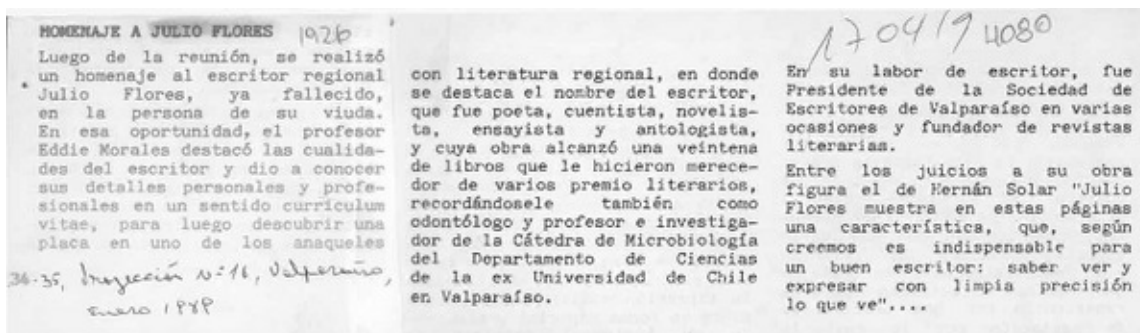 HOMENAJE A JULIO FLORES 1926
Luego de la reunión, se realizó
un homenaje al escritor regional
Julio Flores, ya fallecido,
en la persona de su viuda.
En esa oportunidad, el profesor
Eddie Morales destacó las cualida-
des del escritor y dio a conocer
sus detalles personales y profe-
sionales en un sentido curriculum
vitae, para luego descubrir una
placa en uno de los anaqueles
34-35, Proyección N=16, Valparaíso,
enero 1989
con literatura regional, en donde
se destaca el nombre del escritor,
que fue poeta, cuentista, novelis-
ta, ensayista y antologista,
y cuya obra alcanzó una veintena
de libros que le hicieron merece-
dor de varios premio literarios,
recordándosele también como
odontólogo y profesor e investiga-
dor de la Cátedra de Microbiología
del Departamento de Ciencias
de la ex Universidad de Chile
en Valparaíso.
170419 4080
En su labor de escritor, fue
Presidente de la Sociedad de
Escritores de Valparaíso en varias
ocasiones y fundador de revistas
literarias.
Entre los juicios a su obra
figura el de Hernán Solar "Julio
Flores muestra en estas páginas
una característica, que, según
creemos es indispensable para
un buen escritor: saber ver y
expresar con limpia precisión
lo que ve"....